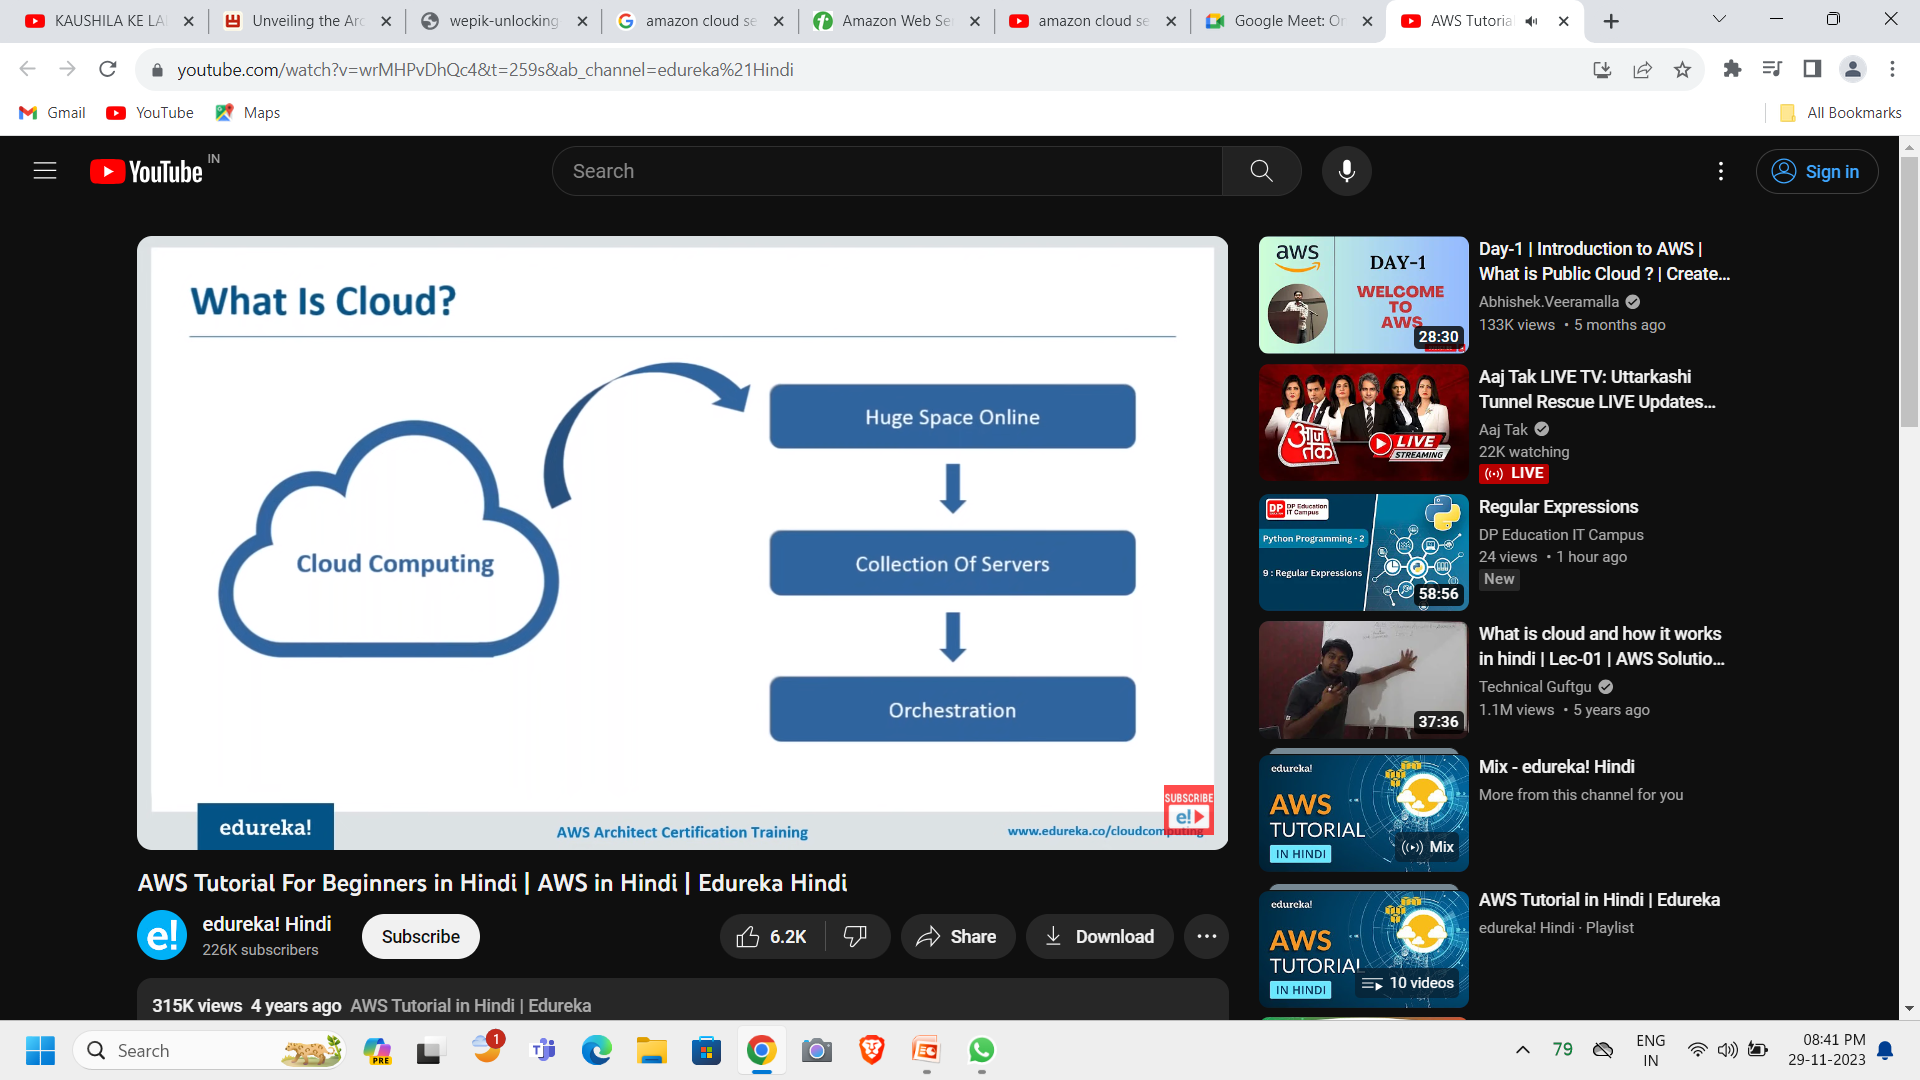 KAUSHILA KE LA
Unveiling the Arc
wepik-unlocking
amazon cloud se
Amazon Web Se
amazon cloud se
Google Meet: On
AWS Tutorial
youtube.com/watch?v=wrMHPvDhQc4&t=259s&ab_channel=edureka%21Hindi
Gmail
YouTube
Maps
All Bookmarks
YouTube IN
Search
Sign in
What Is Cloud?
Cloud Computing
Huge Space Online
Collection Of Servers
Orchestration
SUBSCRIBE
e!
edureka!
AWS Architect Certification Training
www.edureka.co/cloudcomputing
AWS Tutorial For Beginners in Hindi | AWS in Hindi | Edureka Hindi
e!
edureka! Hindi
226K subscribers
Subscribe
6.2K
Share
Download
315K views 4 years ago AWS Tutorial in Hindi | Edureka
aws
DAY-1
WELCOME
TO
AWS
28:30
Day-1 | Introduction to AWS |
What is Public Cloud ? | Create...
Abhishek.Veeramalla
133K views • 5 months ago
आज
तक
LIVE
STREAMING
Aaj Tak LIVE TV: Uttarkashi
Tunnel Rescue LIVE Updates...
Aaj Tak
22K watching
LIVE
DP DP Education
IT Campus
Python Programming - 2
9 : Regular Expressions
58:56
Regular Expressions
DP Education IT Campus
24 views • 1 hour ago
New
37:36
What is cloud and how it works
in hindi | Lec-01 | AWS Solutio...
Technical Guftgu
1.1M views • 5 years ago
edureka!
AWS
TUTORIAL
IN HINDI
Mix
Mix - edureka! Hindi
More from this channel for you
edureka!
AWS
TUTORIAL
IN HINDI
10 videos
AWS Tutorial in Hindi | Edureka
edureka! Hindi · Playlist
Search
PRE
1
79
ENG
IN
08:41 PM
29-11-2023